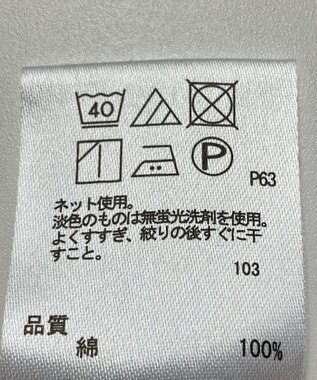 40
P P63
ネット使用。
淡色のものは無蛍光洗剤を使用。
よくすすぎ、絞りの後すぐに干
すこと。
103
品質
綿 100%